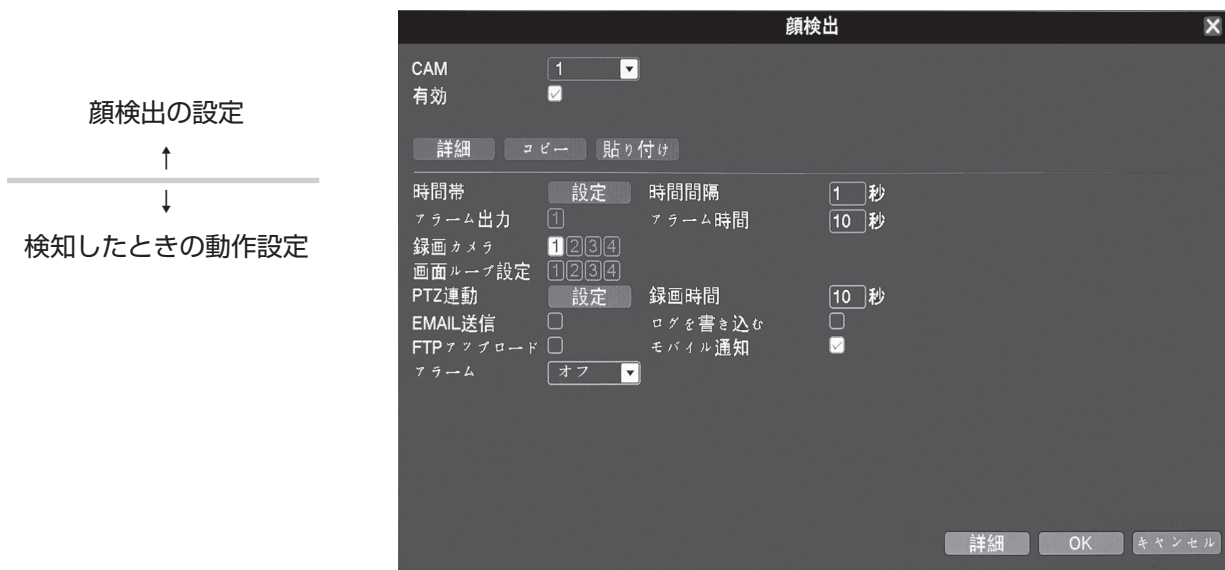 顔検出
CAM 1
有効
顔検出の設定
↑
↓
検知したときの動作設定
詳細 コピー 貼り付け
時間帯 設定 時間間隔 1 秒
アラーム出力 1 アラーム時間 10 秒
録画カメラ 1 2 3 4
画面ループ設定 1 2 3 4
PTZ連動 設定 録画時間 10 秒
EMAIL送信 ログを書き込む
FTPアップロード モバイル通知
アラーム オフ
詳細 OK キャンセル